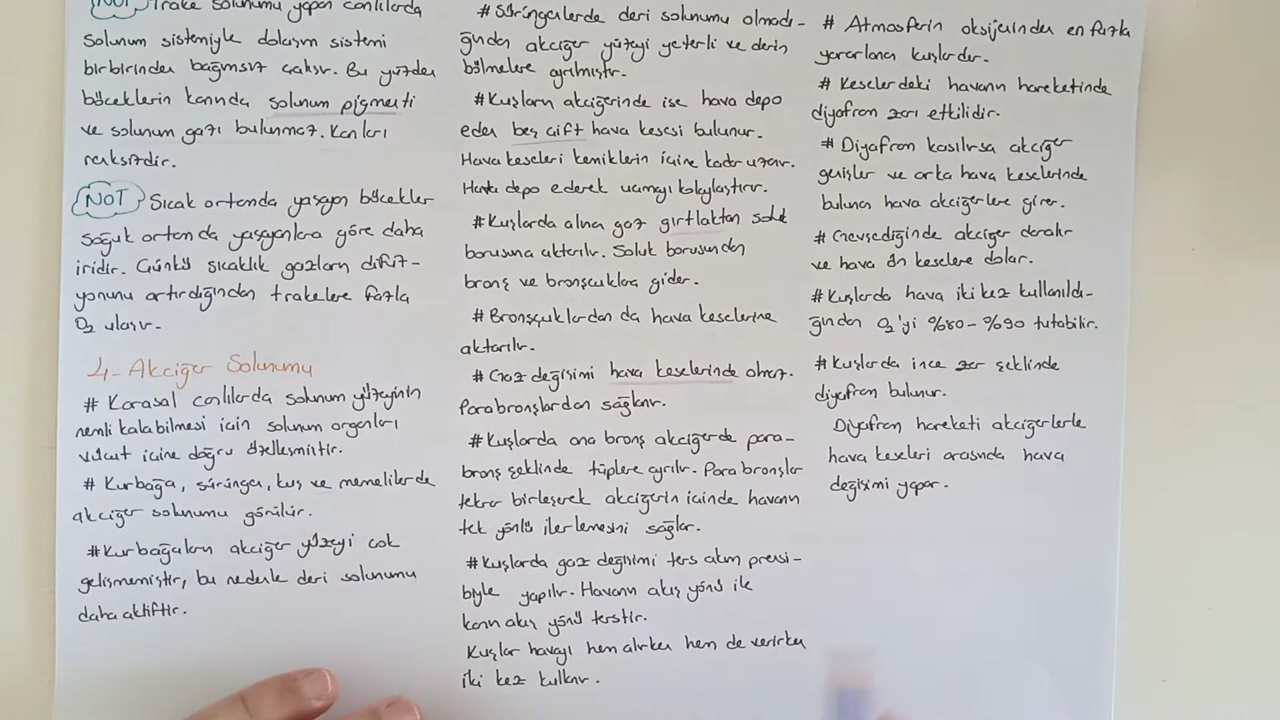 NOT Trake solunumu yapan canlılarda
solunum sistemiyle dolaşım sistemi
birbirinden bağımsız çalışır. Bu yüzden
böceklerin kanında solunum pigmenti
ve solunum gazı bulunmaz. Kanları
renksizdir.
NOT Sıcak ortamda yaşayan böcekler
soğuk ortamda yaşayanlara göre daha
iridir. Çünkü sıcaklık gazların difüz-
yonunu artırdığından trakelere fazla
O2 ulaşır.
4- Akciğer Solunumu
# Karasal canlılarda solunum yüzeyinin
nemli kalabilmesi için solunum organları
vücut içine doğru özelleşmiştir.
# Kurbağa, sürüngen, kuş ve memelilerde
akciğer solunumu görülür.
# Kurbağaların akciğer yüzeyi çok
gelişmemiştir, bu nedenle deri solunumu
daha aktiftir.
# Sürüngenlerde deri solunumu olmadı-
ğından akciğer yüzeyi yeterli ve derin
bölmelere ayrılmıştır.
# Kuşların akciğerinde ise hava depo
eden beş çift hava kesesi bulunur.
Hava keseleri kemiklerin içine kadar uzanır.
Hava depo ederek uçmayı kolaylaştırır.
# Kuşlarda alınan gaz gırtlaktan soluk
borusuna aktarılır. Soluk borusundan
bronş ve bronşcuklara gider.
# Bronşçuklardan da hava keselerine
aktarılır.
# Gaz değişimi hava keselerinde olmaz.
Parabronşlardan sağlanır.
# Kuşlarda ana bronş akciğerde para-
bronş şeklinde tüplere ayrılır. Parabronşlar
tekrar birleşerek akciğerin içinde havanın
tek yönlü ilerlemesini sağlar.
# Kuşlarda gaz değişimi ters akım prensi-
biyle yapılır. Havanın akış yönü ile
kanın akış yönü terstir.
Kuşlar havayı hem alırken hem de verirken
iki kez kullanır.
# Atmosferin oksijeninden en fazla
yararlanan kuşlardır.
# Keselerdeki havanın hareketinde
diyafram zarı etkilidir.
# Diyafram kasılırsa akciğer
genişler ve arka hava keselerinde
bulunan hava akciğerlere girer.
# Gevşediğinde akciğer daralır
ve hava ön keselere dolar.
# Kuşlarda hava iki kez kullanıldı-
ğından O2'yi %80-%90 tutabilir.
# Kuşlarda ince zar şeklinde
diyafram bulunur.
Diyafram hareketi akciğerlerle
hava keseleri arasında hava
değişimi yapar.